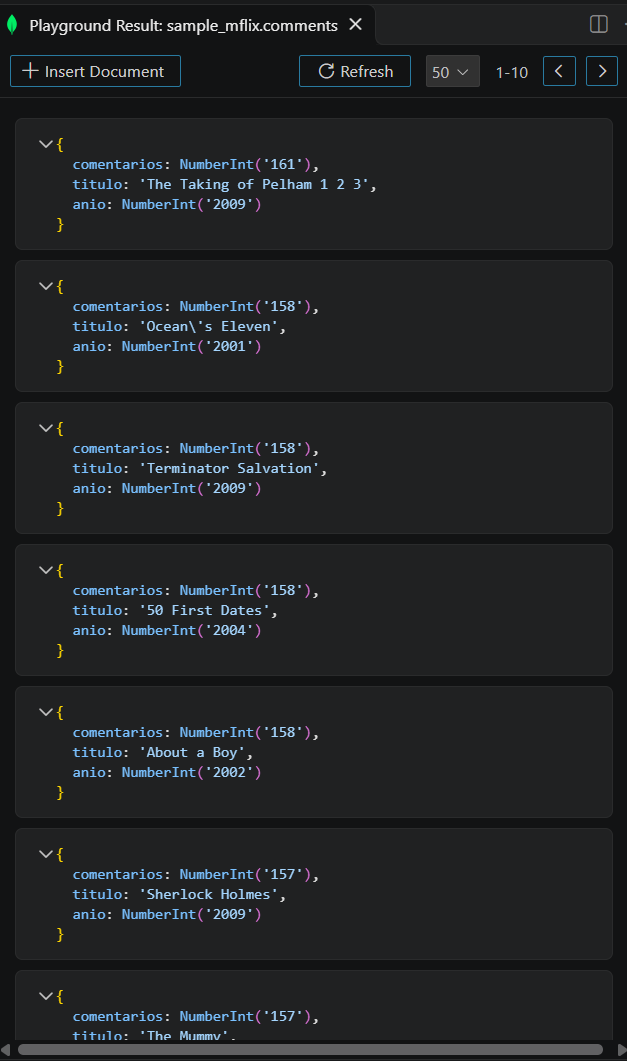 Playground Result: sample_mflix.comments
Insert Document
Refresh
50
1-10
{
comentarios: NumberInt('161'),
titulo: 'The Taking of Pelham 1 2 3',
anio: NumberInt('2009')
}
{
comentarios: NumberInt('158'),
titulo: 'Ocean\'s Eleven',
anio: NumberInt('2001')
}
{
comentarios: NumberInt('158'),
titulo: 'Terminator Salvation',
anio: NumberInt('2009')
}
{
comentarios: NumberInt('158'),
titulo: '50 First Dates',
anio: NumberInt('2004')
}
{
comentarios: NumberInt('158'),
titulo: 'About a Boy',
anio: NumberInt('2002')
}
{
comentarios: NumberInt('157'),
titulo: 'Sherlock Holmes',
anio: NumberInt('2009')
}
{
comentarios: NumberInt('157'),
titulo: 'The Mummy',